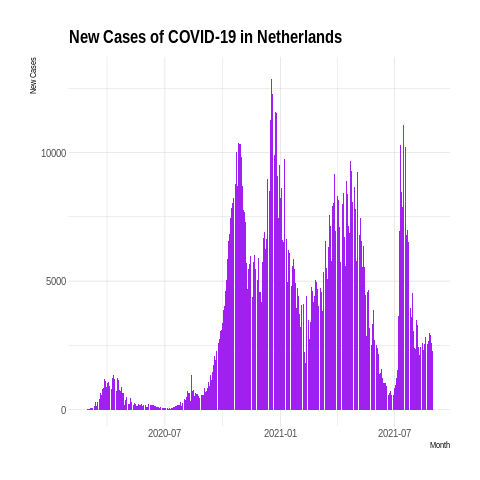 New Cases of COVID-19 in Netherlands
New Cases
10000
5000
0
2020-07
2021-01
2021-07
Month